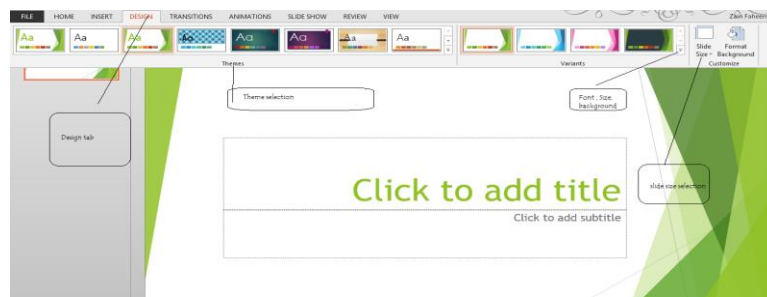 FILE HOME INSERT DESIGN TRANSITIONS ANIMATIONS SLIDE SHOW REVIEW VIEW Zain
Aa Aa Aa Aa Aa Aa Aa Aa
Slide Size Format Background
Themes Variants Customize
Theme selection
Font , Size,
background
Design tab
slide size selection
Click to add title
Click to add subtitle